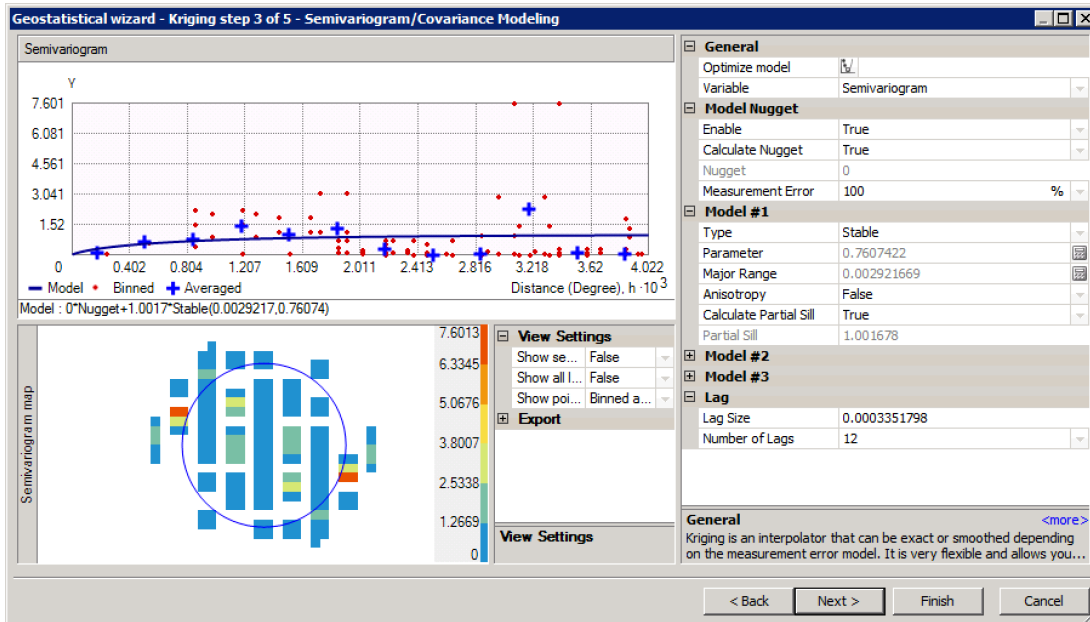 Geostatistical wizard - Kriging step 3 of 5 - Semivariogram/Covariance Modeling
Semivariogram
Y
7.601
6.081
4.561
3.041
1.52
0 0.402 0.804 1.207 1.609 2.011 2.413 2.816 3.218 3.62 4.022
Model Binned Averaged Distance (Degree), h ·10 3
Model : 0*Nugget+1.0017*Stable(0.0029217,0.76074)
Semivariogram map
7.6013
6.3345
5.0676
3.8007
2.5338
1.2669
0
View Settings
Show se... False
Show all l... False
Show poi... Binned a...
Export
View Settings
General
Optimize model
Variable Semivariogram
Model Nugget
Enable True
Calculate Nugget True
Nugget 0
Measurement Error 100 %
Model #1
Type Stable
Parameter 0.7607422
Major Range 0.002921669
Anisotropy False
Calculate Partial Sill True
Partial Sill 1.001678
Model #2
Model #3
Lag
Lag Size 0.0003351798
Number of Lags 12
General <more>
Kriging is an interpolator that can be exact or smoothed depending
on the measurement error model. It is very flexible and allows you...
< Back Next > Finish Cancel